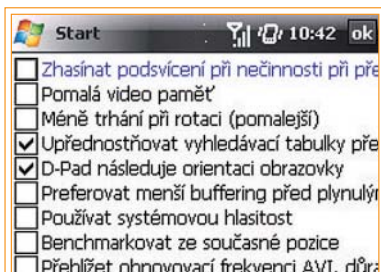 Start 10:42 ok
Zhasínat podsvícení při nečinnosti při pře
Pomalá video paměť
Méně trhání při rotaci (pomalejší)
Upřednostňovat vyhledávací tabulky pře
D-Pad následuje orientaci obrazovky
Preferovat menší buffering před plynulý
Používat systémovou hlasitost
Benchmarkovat ze současné pozice
Přehlížet obnovovací frekvenci AVI, důra